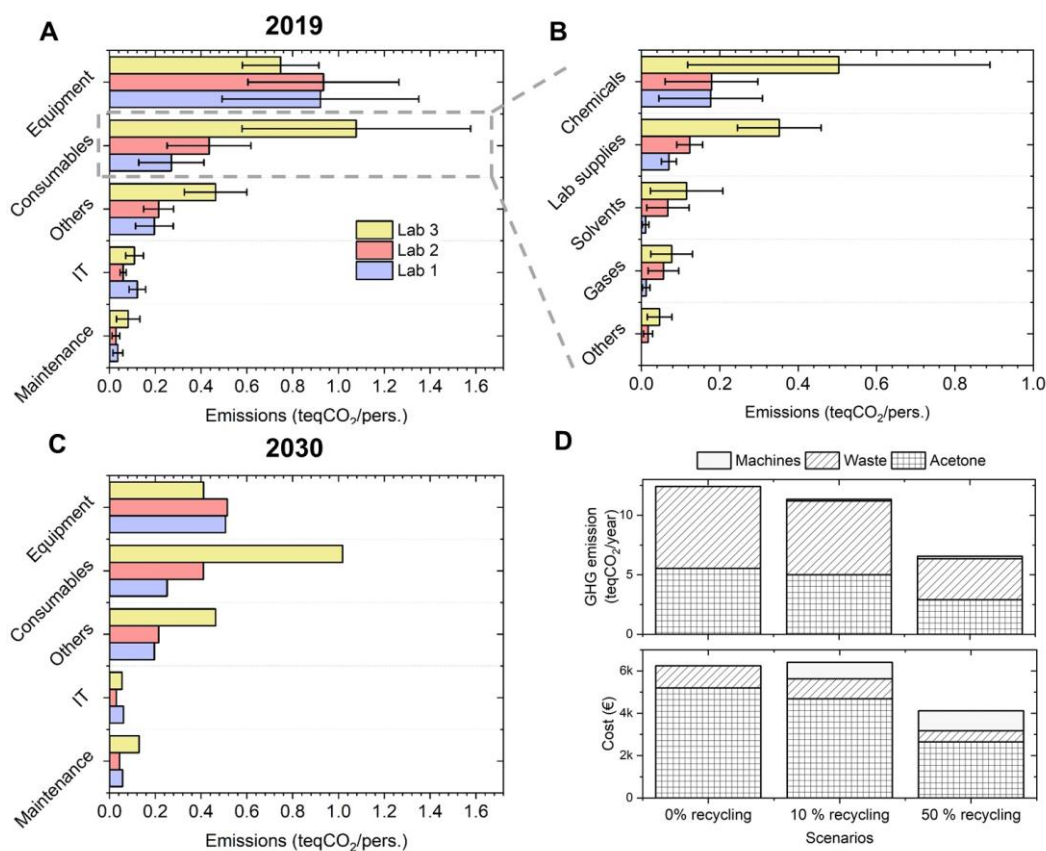 A
2019
Equipment
Consumables
Others
IT
Maintenance
Lab 3
Lab 2
Lab 1
0.0 0.2 0.4 0.6 0.8 1.0 1.2 1.4 1.6
Emissions (teqCO₂/pers.)
B
Chemicals
Lab supplies
Solvents
Gases
Others
0.0 0.2 0.4 0.6 0.8 1.0
Emissions (teqCO₂/pers.)
C
2030
Equipment
Consumables
Others
IT
Maintenance
0.0 0.2 0.4 0.6 0.8 1.0 1.2 1.4 1.6
Emissions (teqCO₂/pers.)
D
Machines Waste Acetone
GHG emission
(teqCO₂/year)
10
5
0
Cost (€)
6k
4k
2k
0
0% recycling 10 % recycling 50 % recycling
Scenarios